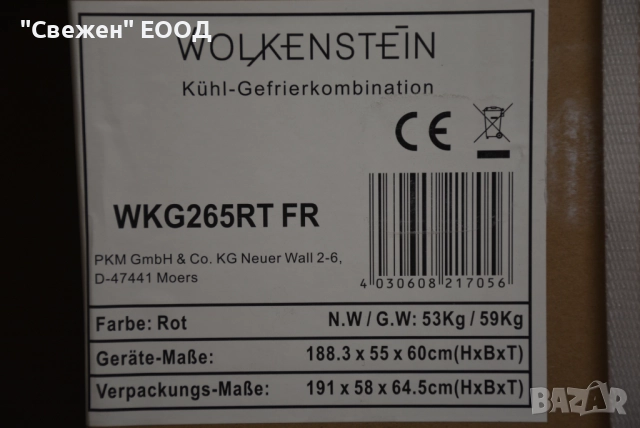 "Свежен" ЕООД
WOLKENSTEIN
Kühl-Gefrierkombination
CE
WKG265RT FR
PKM GmbH & Co. KG Neuer Wall 2-6,
D-47441 Moers
4 030608 217056
Farbe: Rot N.W / G.W: 53Kg / 59Kg
Geräte-Maße: 188.3 x 55 x 60cm(HxBxT)
Verpackungs-Maße: 191 x 58 x 64.5cm(HxBxT)
BAZAR